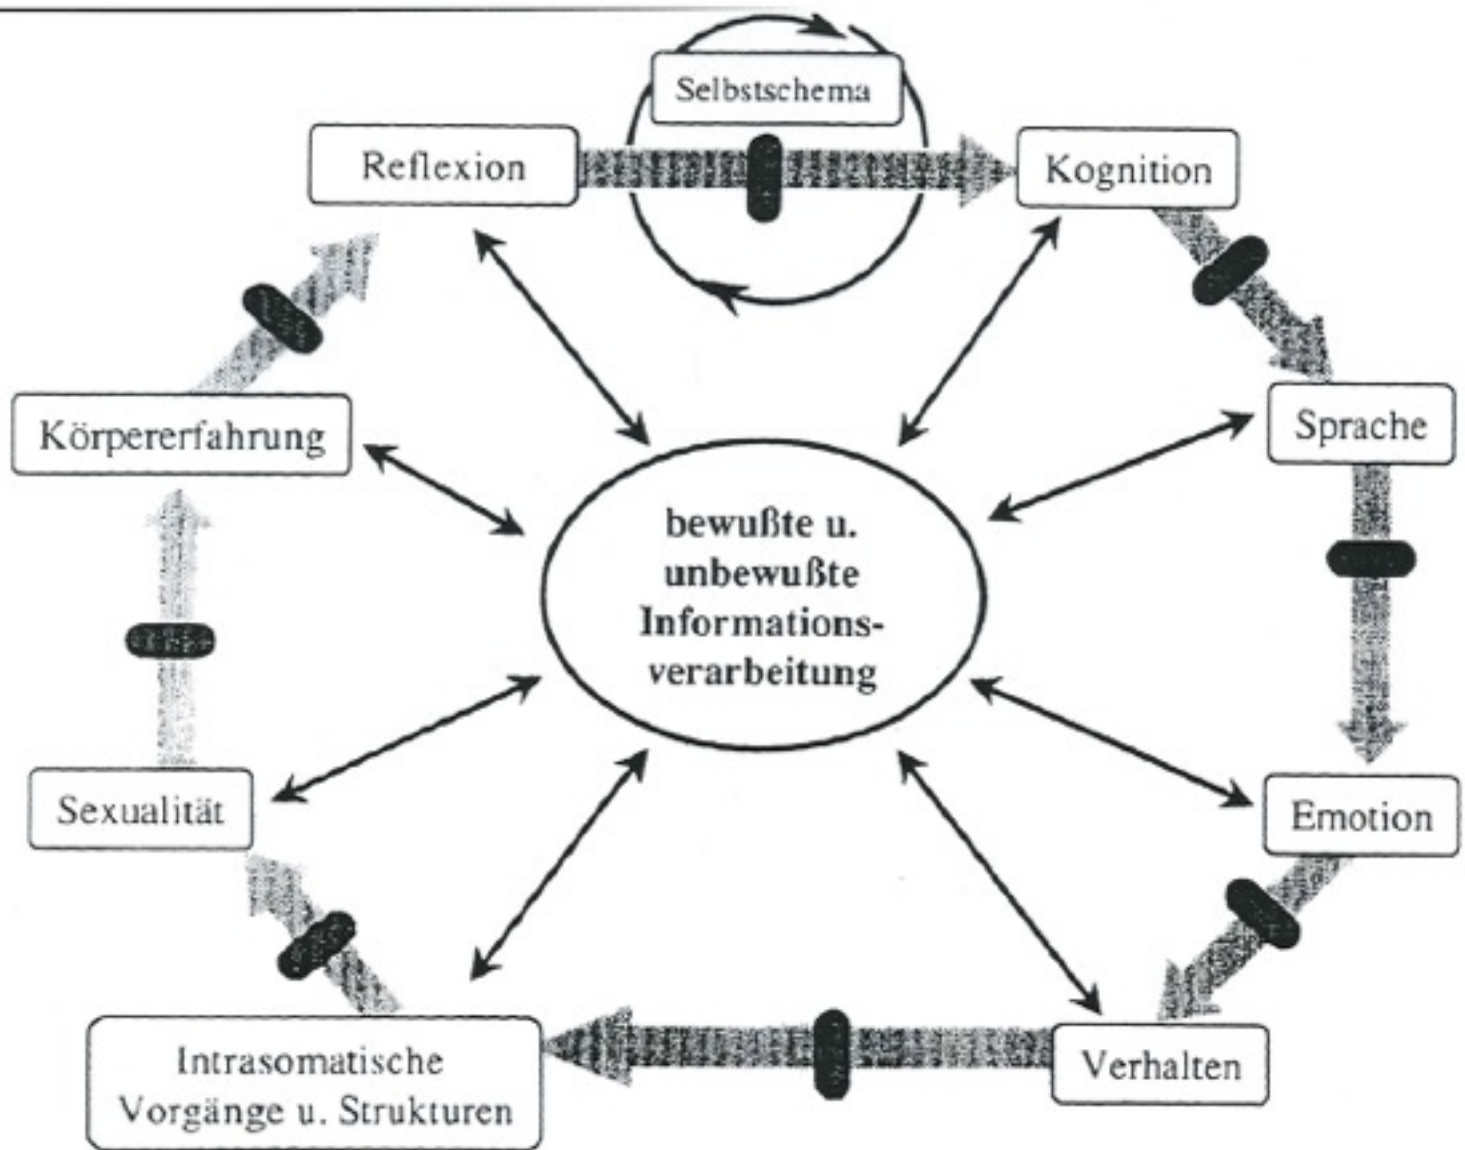 Selbstschema
Reflexion
Kognition
Körpererfahrung
Sprache
bewußte u.
unbewußte
Informations-
verarbeitung
Sexualität
Emotion
Intrasomatische
Vorgänge u. Strukturen
Verhalten